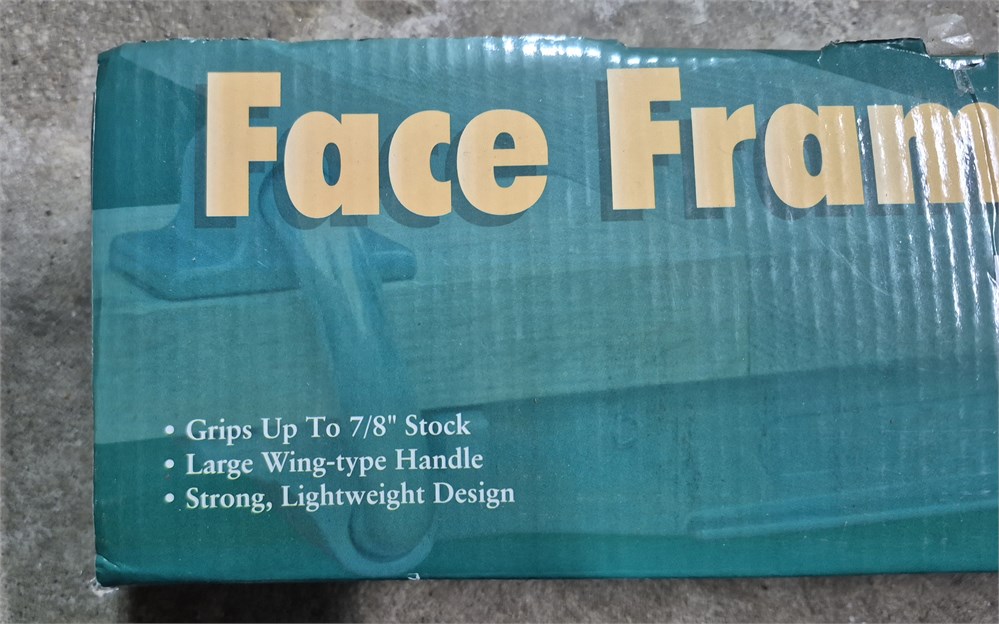 Face Fram
• Grips Up To 7/8" Stock
• Large Wing-type Handle
• Strong, Lightweight Design